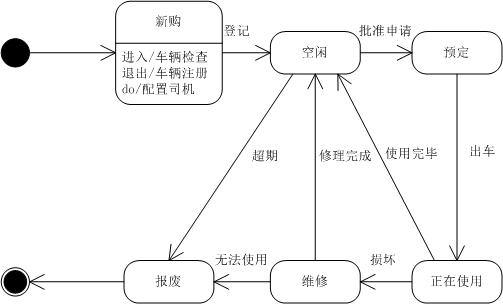 新购
进入/车辆检查
退出/车辆注册
do/配置司机
登记
空闲
批准申请
预定
超期
修理完成
使用完毕
出车
报废
无法使用
维修
损坏
正在使用